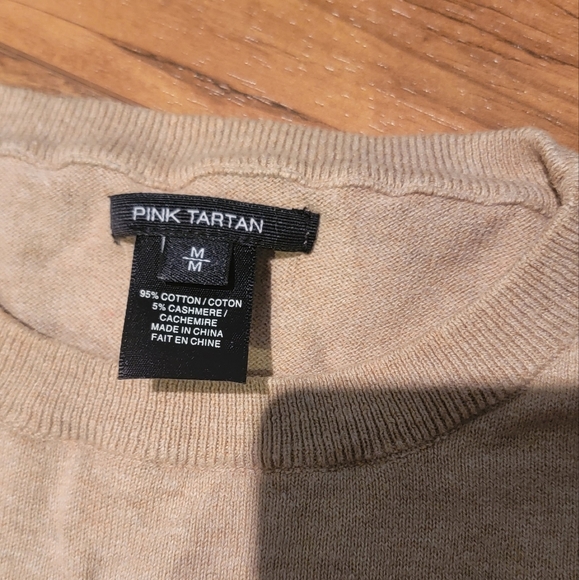 PINK TARTAN
M
M
95% COTTON / COTON
5% CASHMERE /
CACHEMIRE
MADE IN CHINA
FAIT EN CHINE